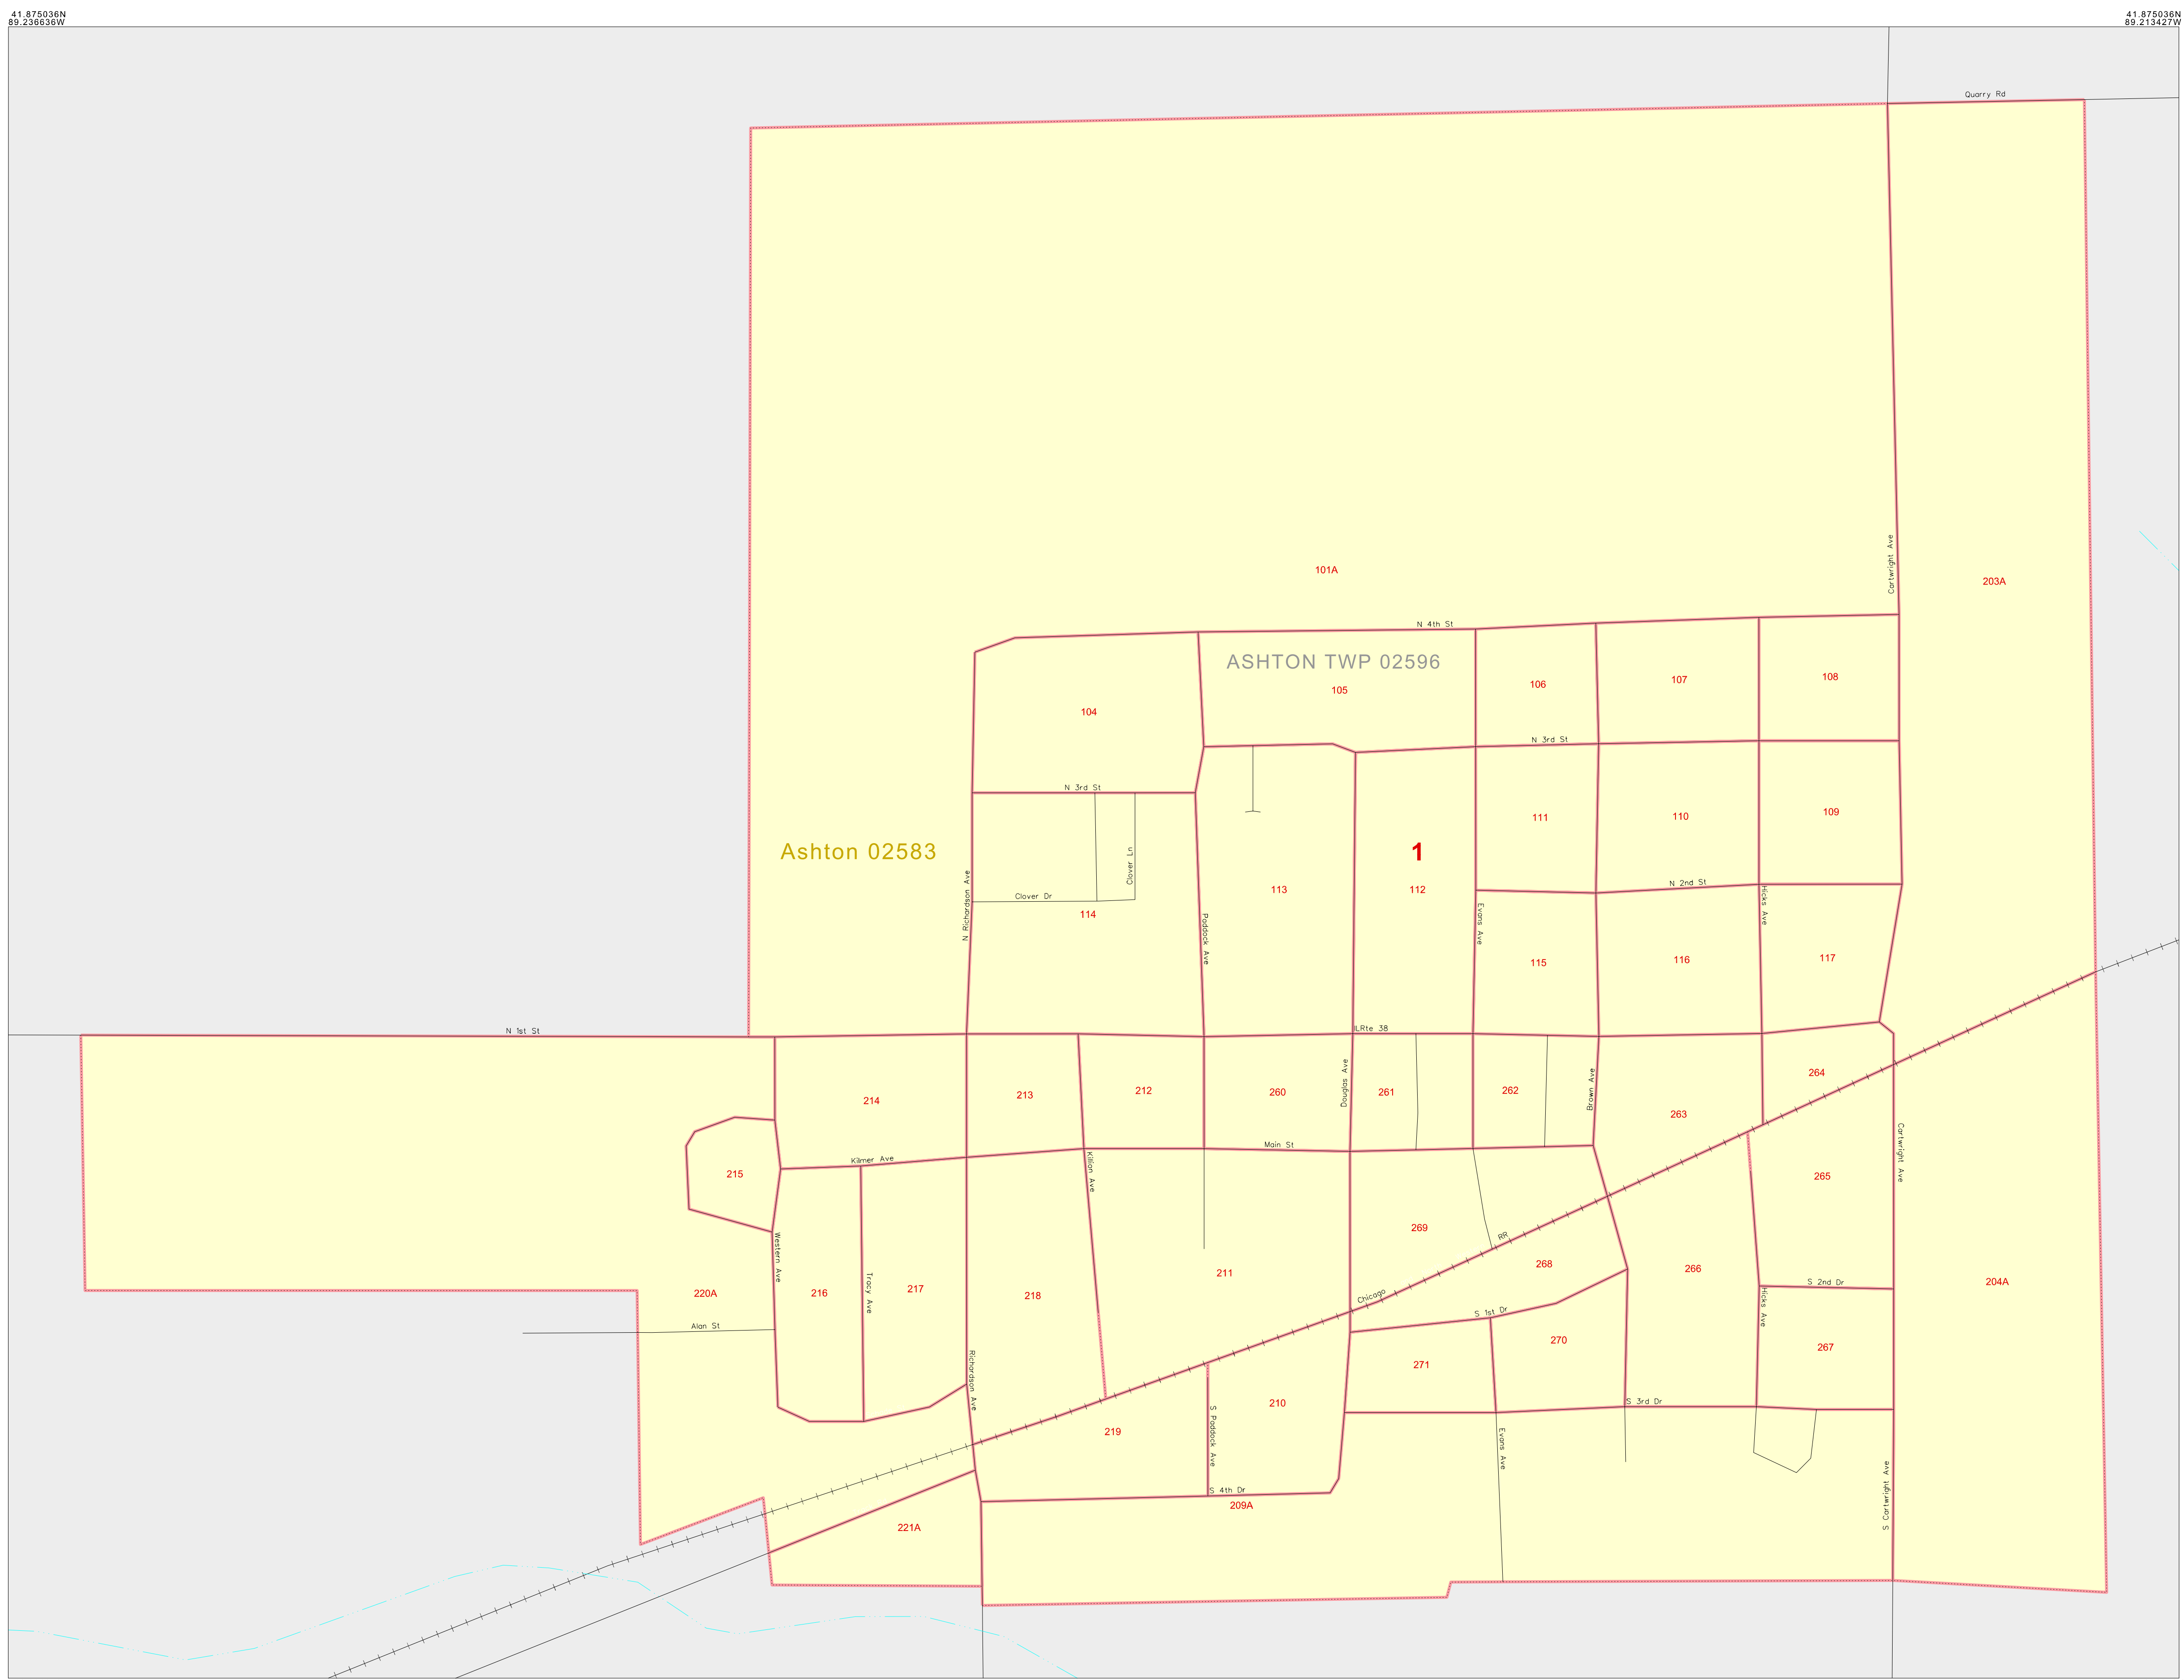 41.875036N
89.236636W
41.875036N
89.213427W
Quarry Rd
Cartwright Ave
101A
203A
N 4th St
ASHTON TWP 02596
104
105
106
107
108
N 3rd St
N 3rd St
Ashton 02583
1
Clover Ln
Clover Dr
N Richardson Ave
114
113
112
111
110
109
N 2nd St
Hicks Ave
Paddock Ave
Evans Ave
115
116
117
N 1st St
ILRte 38
214
213
212
260
Douglas Ave
261
262
Brown Ave
263
264
Main St
Kilmer Ave
Killian Ave
Cartwright Ave
215
265
Western Ave
269
RR
268
266
204A
S 2nd Dr
220A
216
Tracy Ave
217
218
211
Chicago
Hicks Ave
S 1st Dr
Alan St
271
270
267
Richardson Ave
210
S 3rd Dr
219
S Paddock Ave
Evans Ave
S Cartwright Ave
S 4th Dr
209A
221A